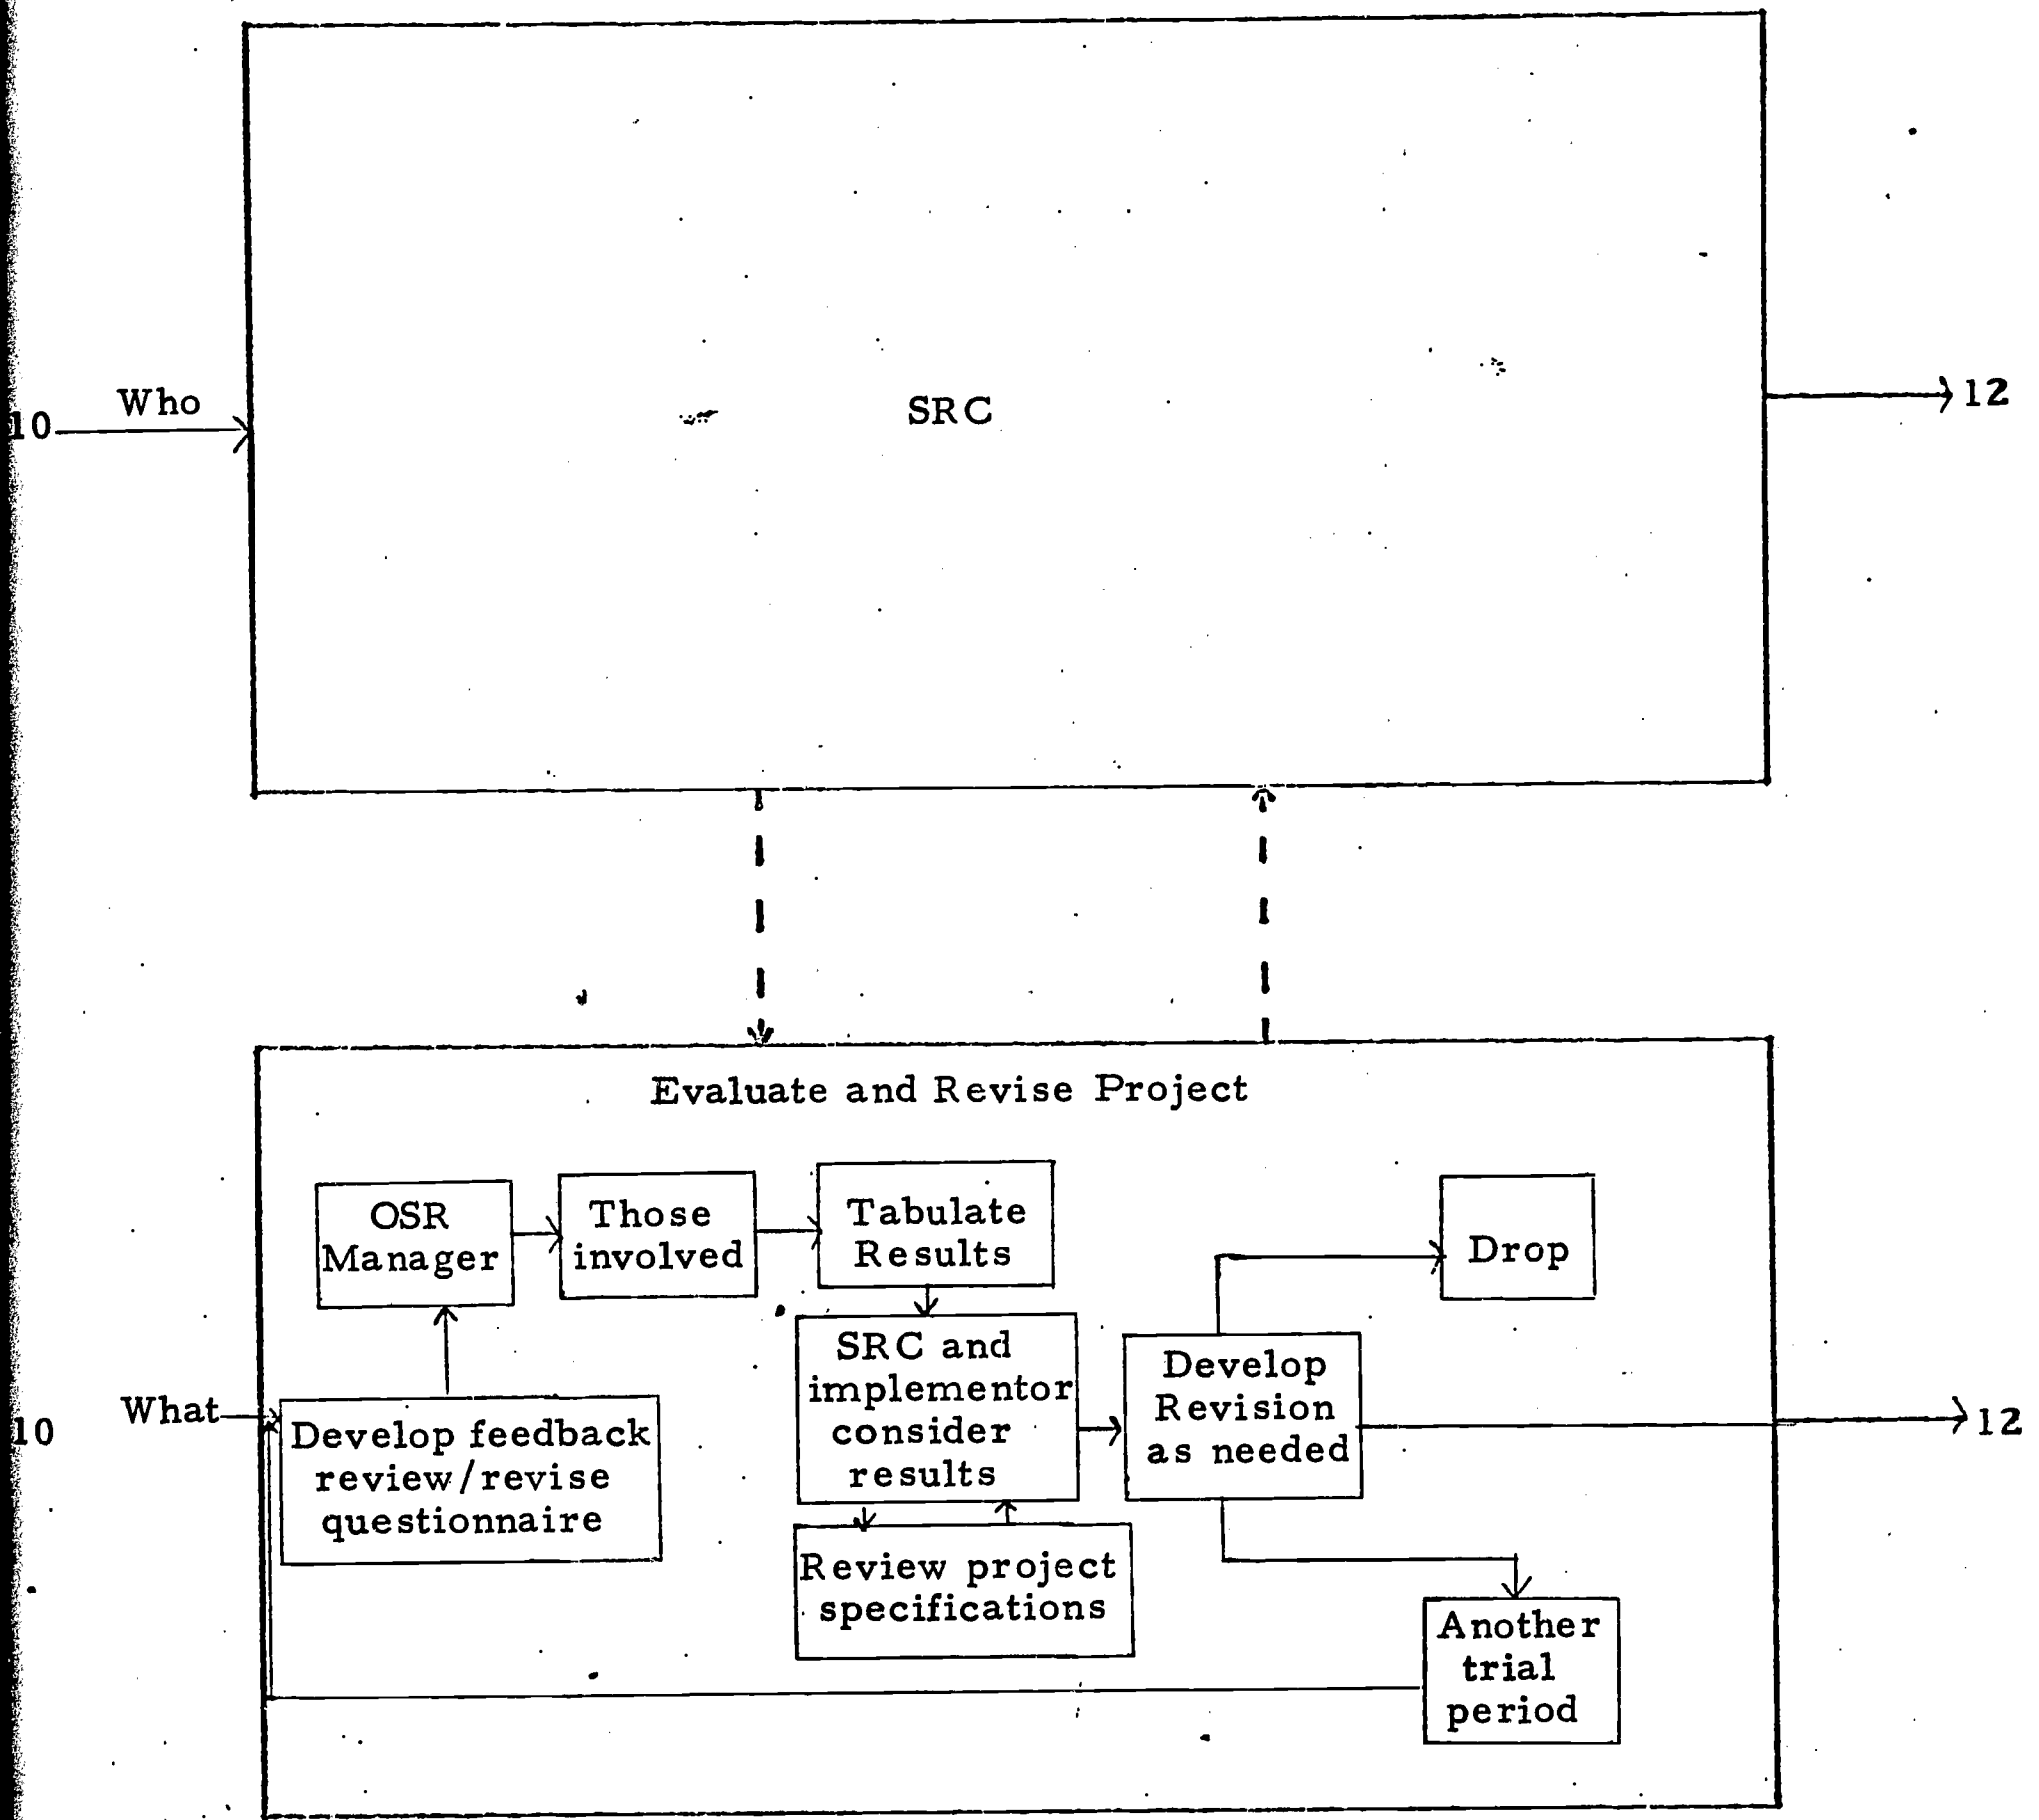 Who
10
SRC
12
Evaluate and Revise Project
OSR
Manager
Those
involved
Tabulate
Results
Drop
SRC and
implementor
consider
results
Develop
Revision
as needed
What
10
12
Develop feedback
review/revise
questionnaire
Review project
specifications
Another
trial
period